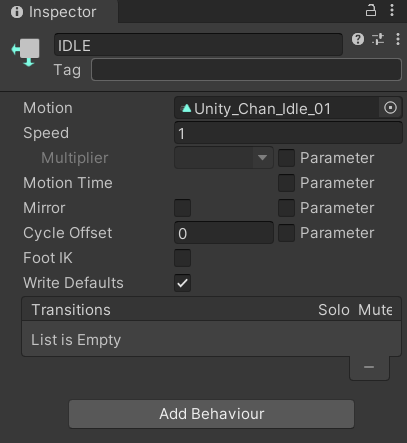 Inspector
IDLE
Tag
Motion Unity_Chan_Idle_01
Speed 1
Multiplier Parameter
Motion Time Parameter
Mirror Parameter
Cycle Offset 0 Parameter
Foot IK
Write Defaults
Transitions Solo Mute
List is Empty
Add Behaviour